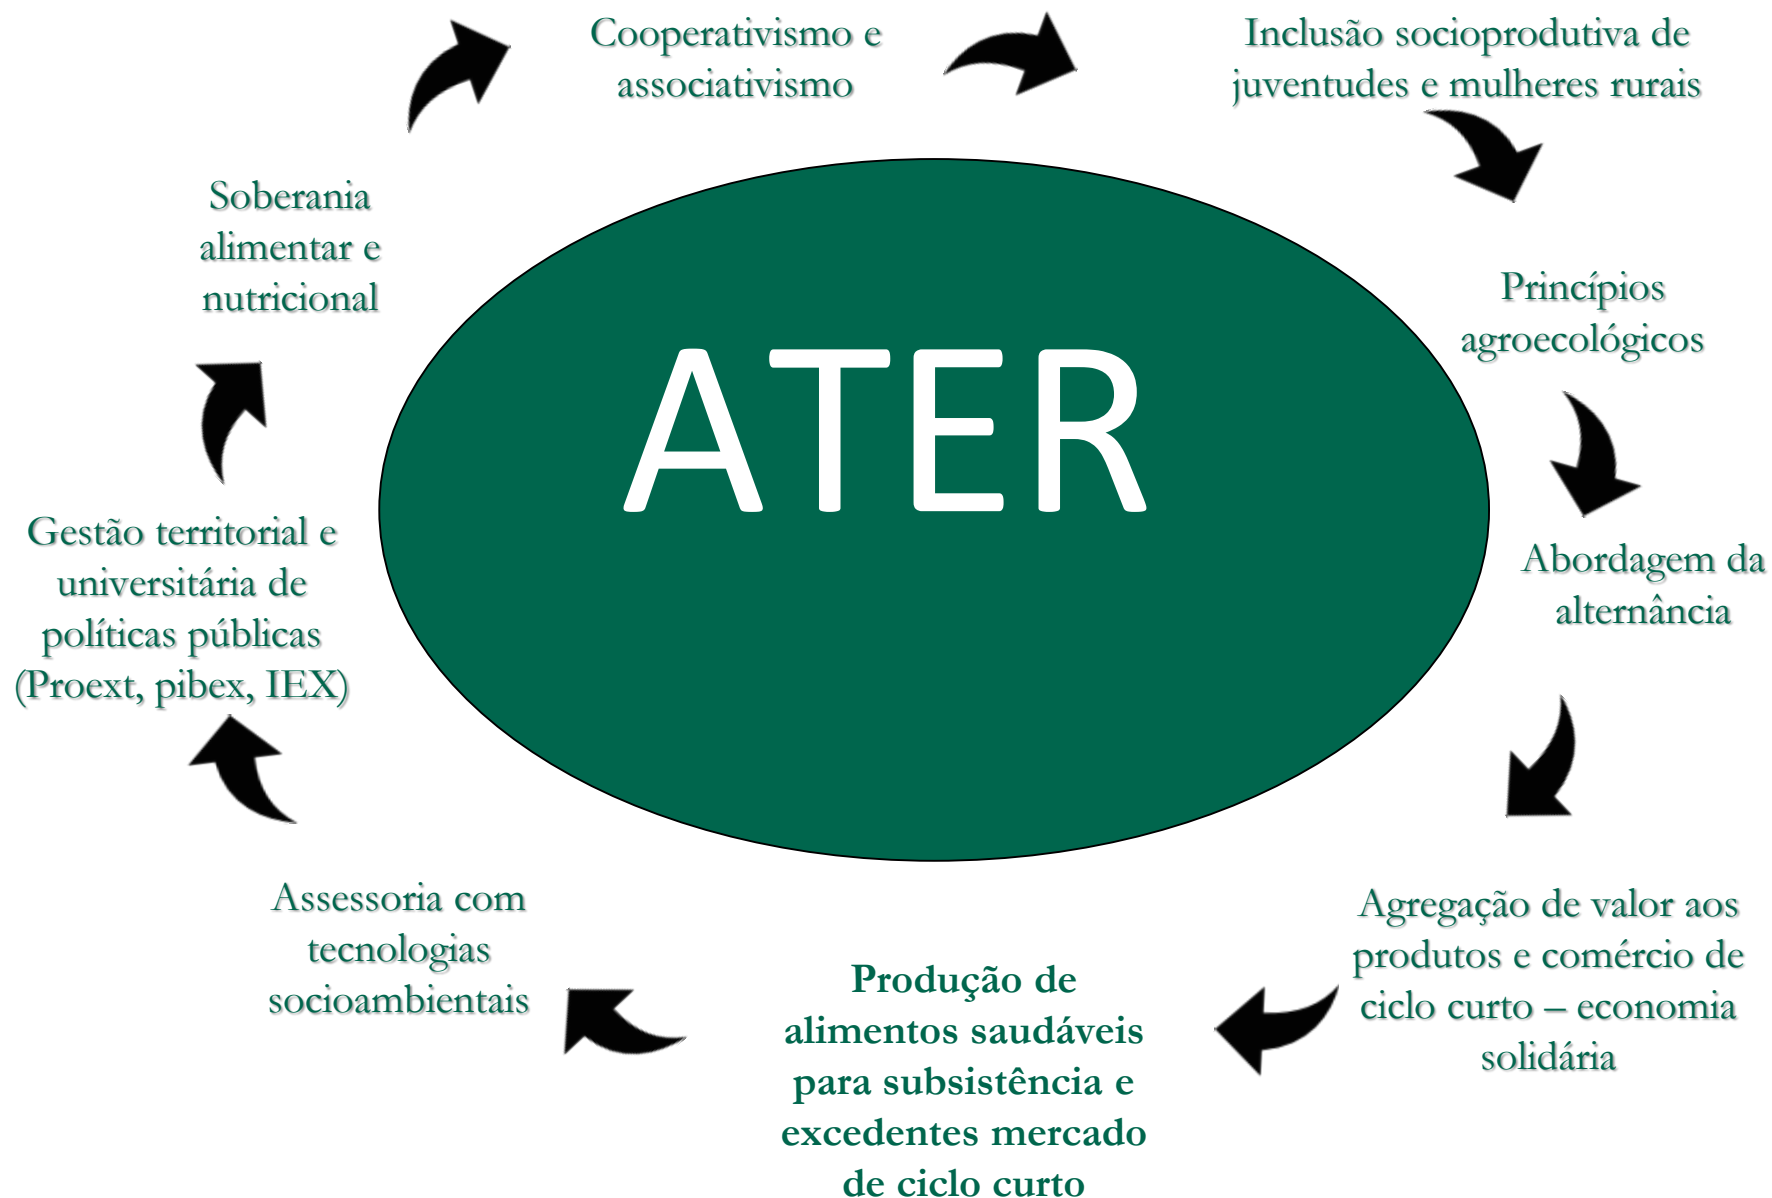 Cooperativismo e
associativismo
Inclusão socioprodutiva de
juventudes e mulheres rurais
Princípios
agroecológicos
Abordagem da
alternância
Agregação de valor aos
produtos e comércio de
ciclo curto – economia
solidária
Produção de
alimentos saudáveis
para subsistência e
excedentes mercado
de ciclo curto
Assessoria com
tecnologias
socioambientais
Gestão territorial e
universitária de
políticas públicas
(Proext, pibex, IEX)
Soberania
alimentar e
nutricional
ATER